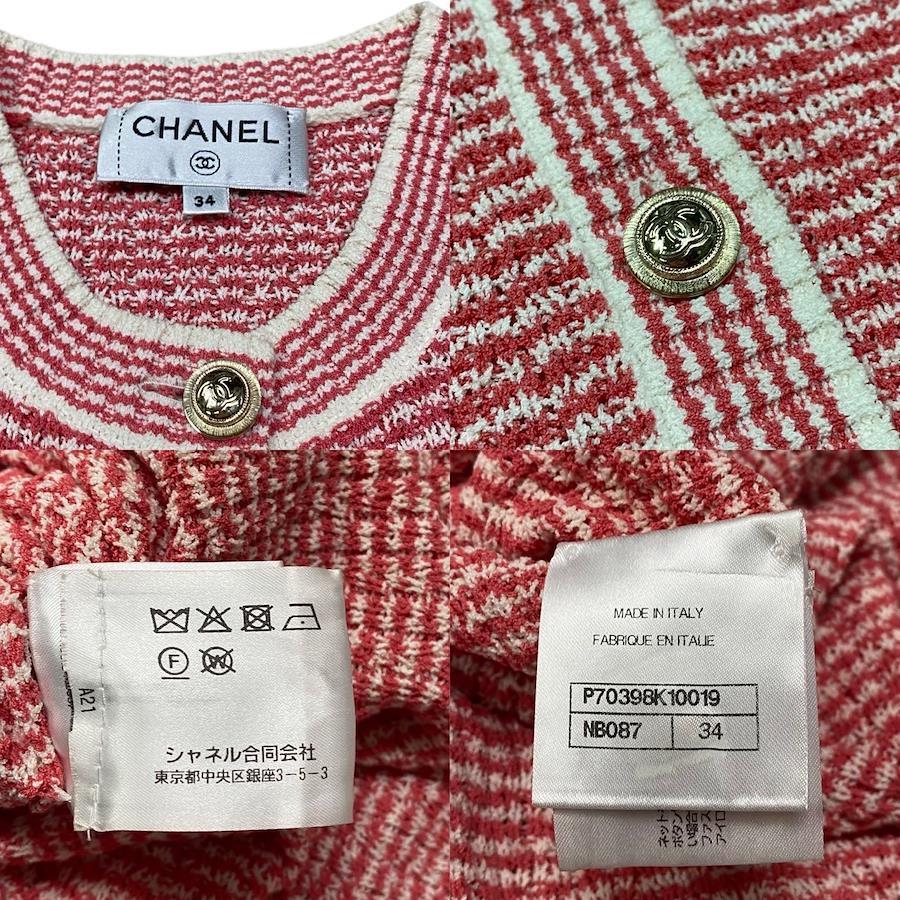 CHANEL
34
A21
F
W
シャネル合同会社
東京都中央区銀座3-5-3
MADE IN ITALY
FABRIQUE EN ITALIE
P70398K10019
NB087 34